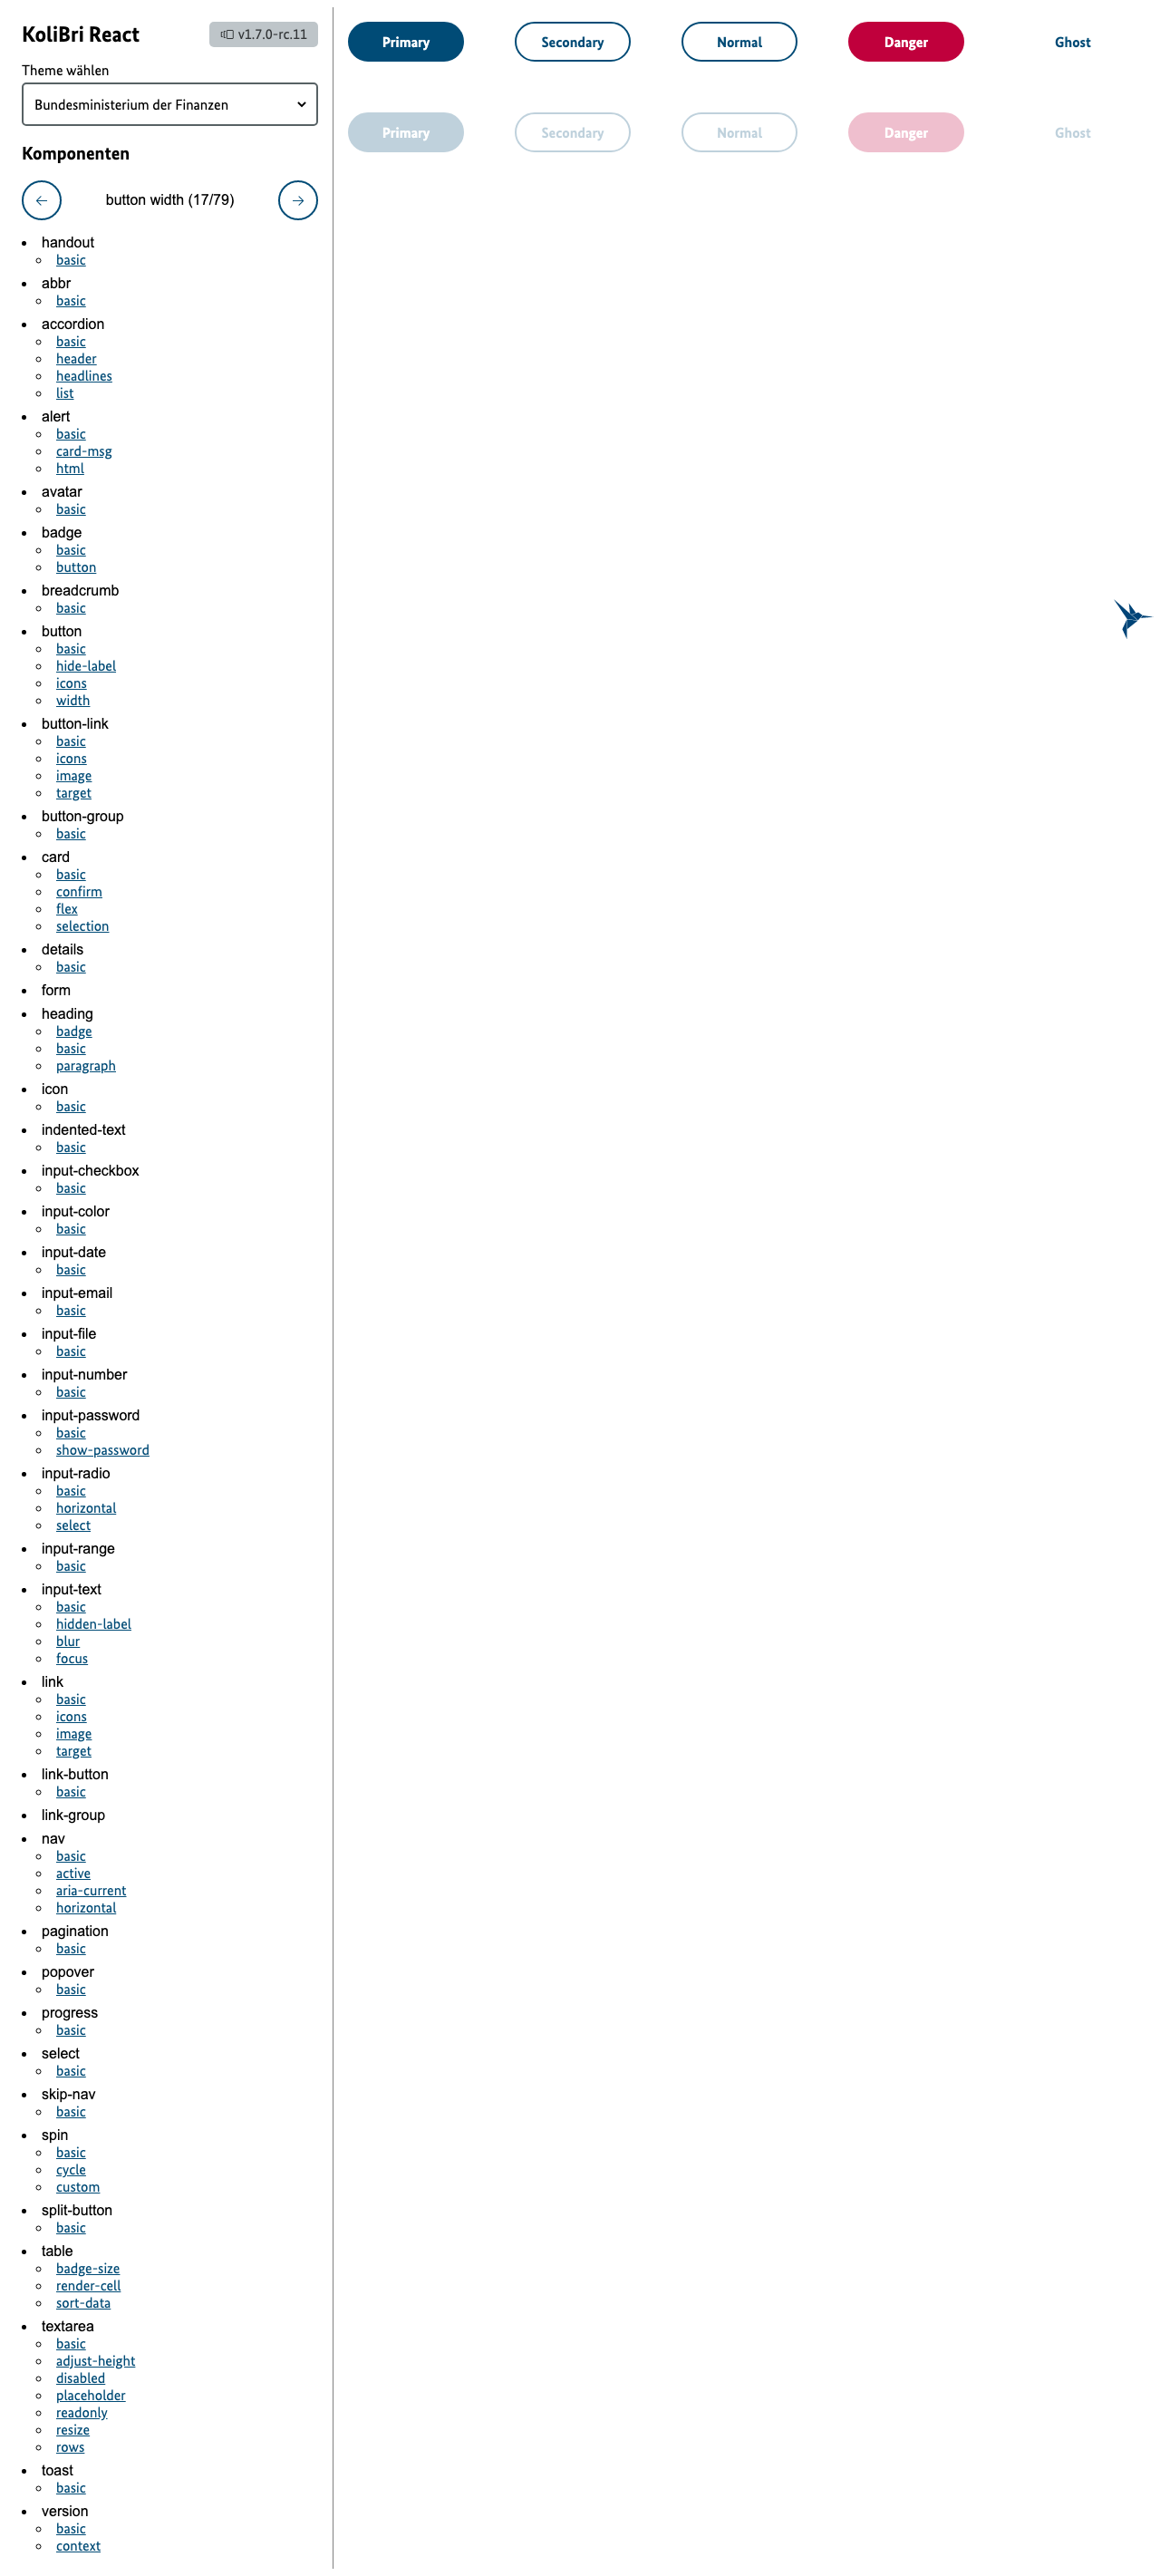 KoliBri React
v1.7.0-rc.11
Theme wählen
Bundesministerium der Finanzen
Komponenten
button width (17/79)
handout
basic
abbr
basic
accordion
basic
header
headlines
list
alert
basic
card-msg
html
avatar
basic
badge
basic
button
breadcrumb
basic
button
basic
hide-label
icons
width
button-link
basic
icons
image
target
button-group
basic
card
basic
confirm
flex
selection
details
basic
form
heading
badge
basic
paragraph
icon
basic
indented-text
basic
input-checkbox
basic
input-color
basic
input-date
basic
input-email
basic
input-file
basic
input-number
basic
input-password
basic
show-password
input-radio
basic
horizontal
select
input-range
basic
input-text
basic
hidden-label
blur
focus
link
basic
icons
image
target
link-button
basic
link-group
nav
basic
active
aria-current
horizontal
pagination
basic
popover
basic
progress
basic
select
basic
skip-nav
basic
spin
basic
cycle
custom
split-button
basic
table
badge-size
render-cell
sort-data
textarea
basic
adjust-height
disabled
placeholder
readonly
resize
rows
toast
basic
version
basic
context
Primary Secondary Normal Danger Ghost
Primary Secondary Normal Danger Ghost